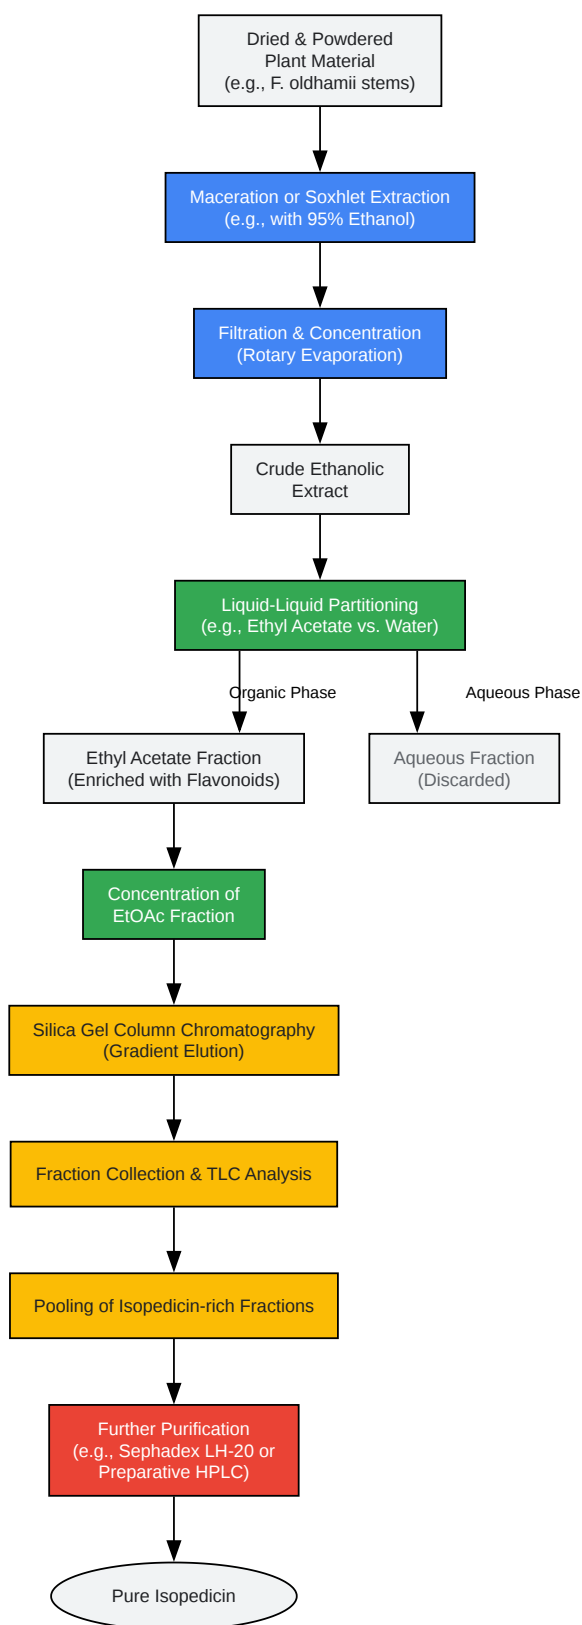 Dried & Powdered
Plant Material
(e.g., F. oldhamii stems)
Maceration or Soxhlet Extraction
(e.g., with 95% Ethanol)
Filtration & Concentration
(Rotary Evaporation)
Crude Ethanolic
Extract
Liquid-Liquid Partitioning
(e.g., Ethyl Acetate vs. Water)
Organic Phase
Aqueous Phase
Ethyl Acetate Fraction
(Enriched with Flavonoids)
Aqueous Fraction
(Discarded)
Concentration of
EtOAc Fraction
Silica Gel Column Chromatography
(Gradient Elution)
Fraction Collection & TLC Analysis
Pooling of Isopedicin-rich Fractions
Further Purification
(e.g., Sephadex LH-20 or
Preparative HPLC)
Pure Isopedicin